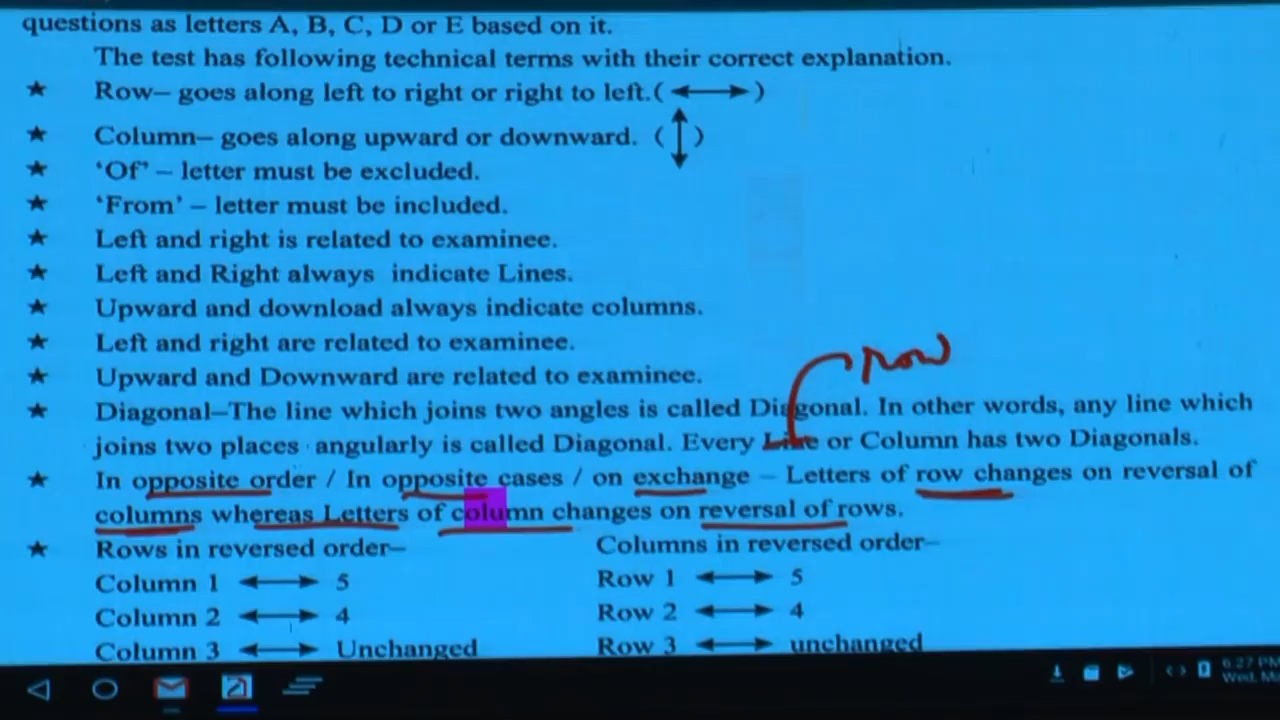 questions as letters A, B, C, D or E based on it.
The test has following technical terms with their correct explanation.
★ Row– goes along left to right or right to left.(⟷)
★ Column– goes along upward or downward. (↕)
★ 'Of' – letter must be excluded.
★ 'From' – letter must be included.
★ Left and right is related to examinee.
★ Left and Right always indicate Lines.
★ Upward and download always indicate columns.
★ Left and right are related to examinee.
row
★ Upward and Downward are related to examinee.
★ Diagonal–The line which joins two angles is called Diagonal. In other words, any line which
joins two places angularly is called Diagonal. Every Line or Column has two Diagonals.
★ In opposite order / In opposite cases / on exchange – Letters of row changes on reversal of
columns whereas Letters of column changes on reversal of rows.
★ Rows in reversed order– Columns in reversed order–
Column 1 ⟷ 5 Row 1 ⟷ 5
Column 2 ⟷ 4 Row 2 ⟷ 4
Column 3 ⟷ Unchanged Row 3 ⟷ unchanged
6:27 PM
Wed,